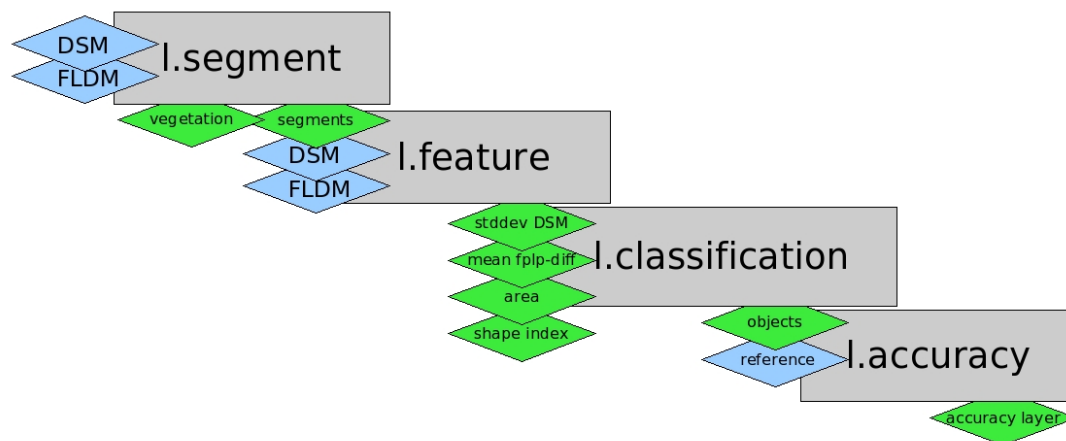 DSM
l.segment
FLDM
vegetation
segments
DSM
l.feature
FLDM
stddev DSM
mean fplp-diff
l.classification
area
shape index
objects
reference
l.accuracy
accuracy layer